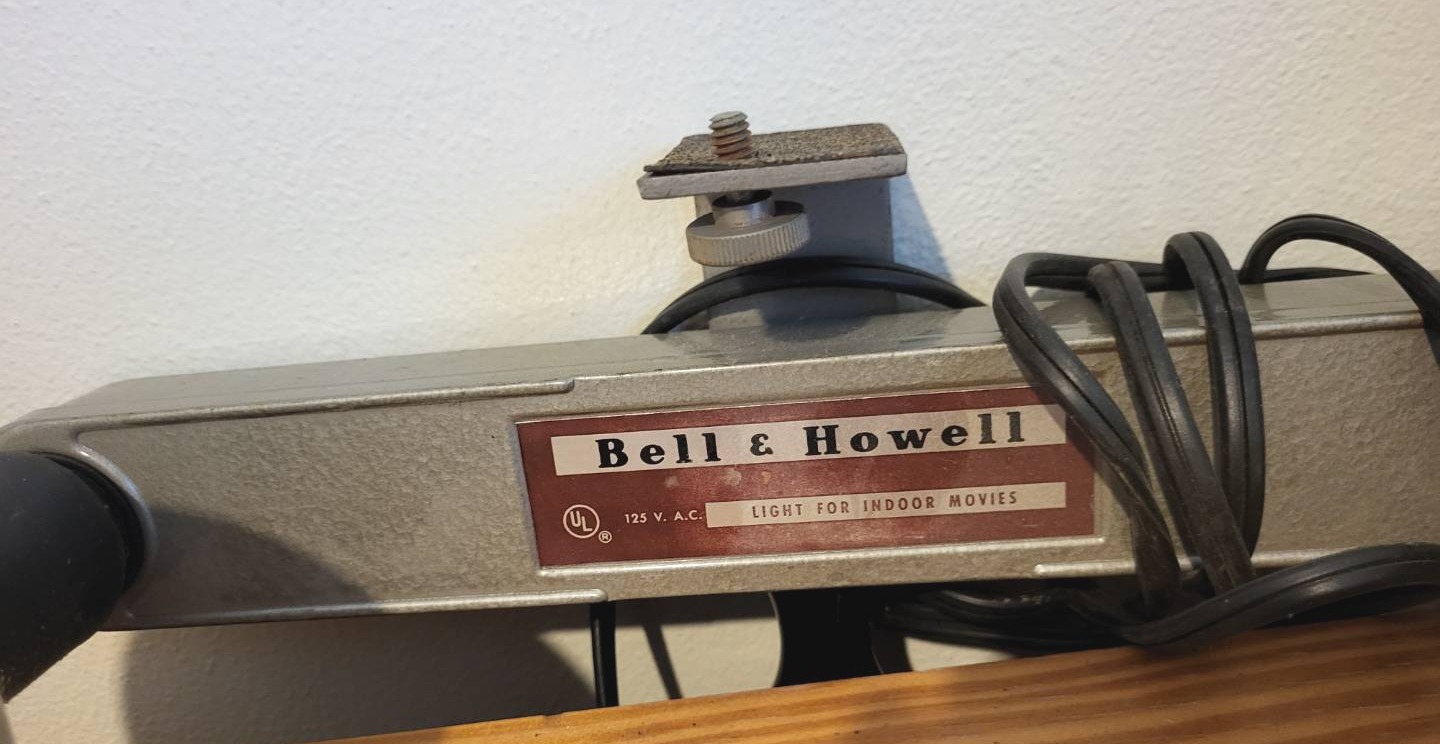 Bell & Howell
UL ® 125 V. A.C. LIGHT FOR INDOOR MOVIES